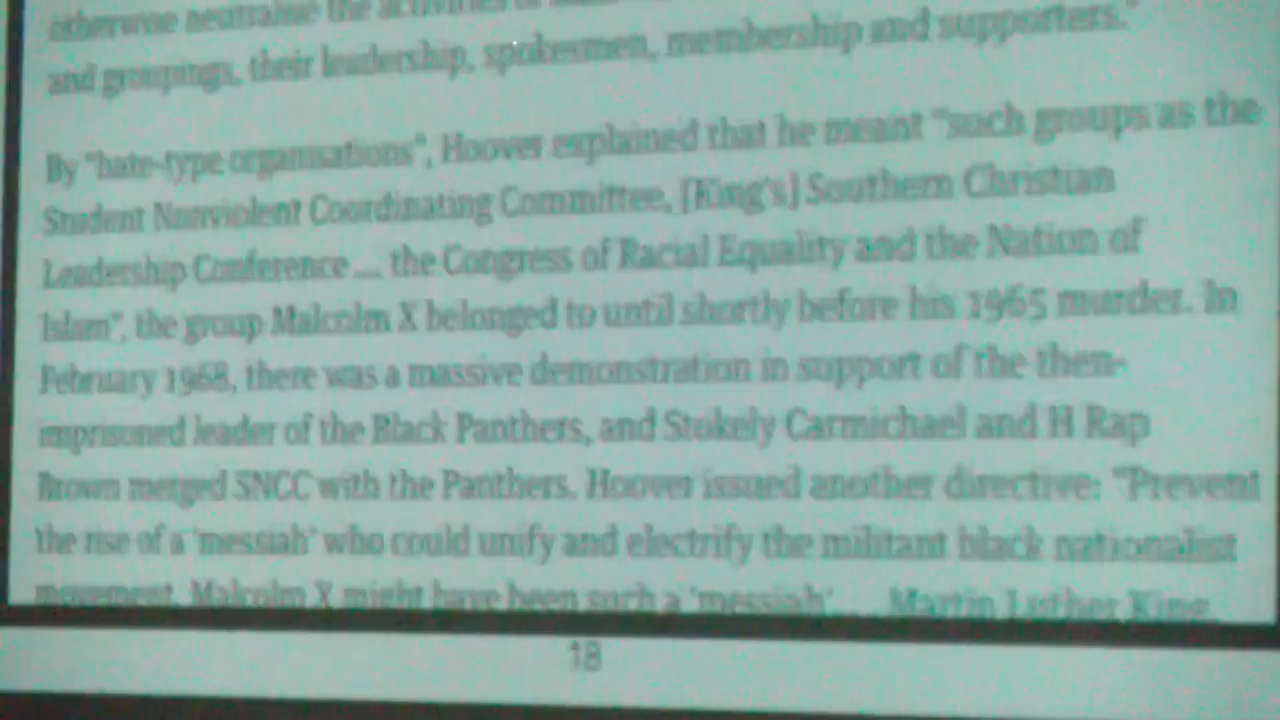 otherwise neutralise the activities of
and groupings, their leadership, spokesmen, membership and supporters."
By "hate-type organisations", Hoover explained that he meant "such groups as the
Student Nonviolent Coordinating Committee, [King's] Southern Christian
Leadership Conference ... the Congress of Racial Equality and the Nation of
Islam", the group Malcolm X belonged to until shortly before his 1965 murder. In
February 1968, there was a massive demonstration in support of the then-
imprisoned leader of the Black Panthers, and Stokely Carmichael and H Rap
Brown merged SNCC with the Panthers. Hoover issued another directive: "Prevent
the rise of a 'messiah' who could unify and electrify the militant black nationalist
movement. Malcolm X might have been such a 'messiah' ... Martin Luther King
18